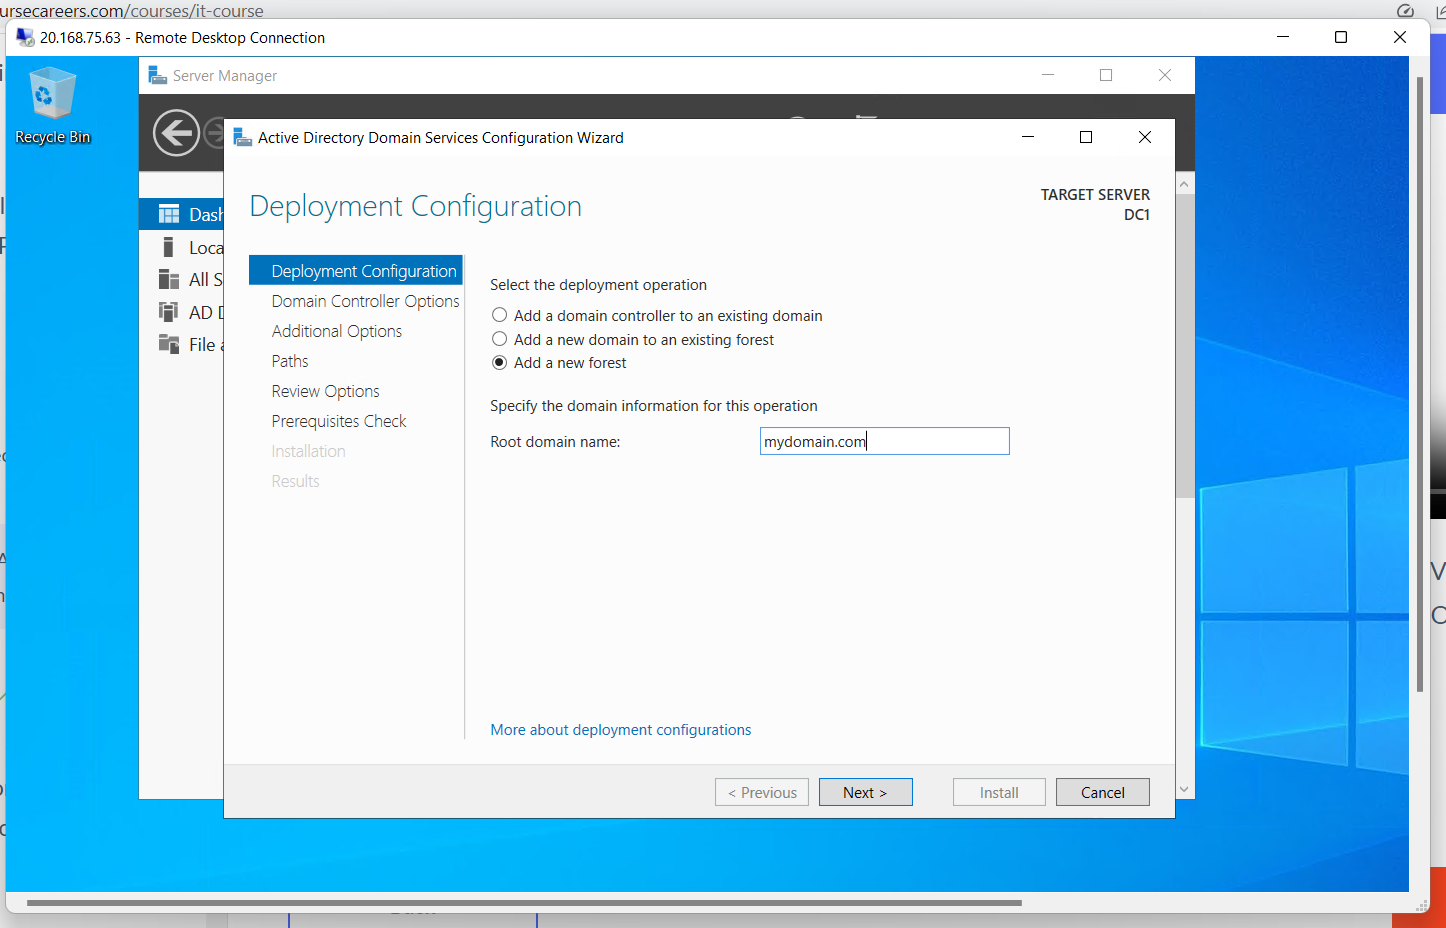 ursecareers.com/courses/it-course
20.168.75.63 - Remote Desktop Connection
Recycle Bin
Server Manager
Active Directory Domain Services Configuration Wizard
Deployment Configuration
TARGET SERVER
DC1
Dash
Loca
All S
AD D
File a
Deployment Configuration
Domain Controller Options
Additional Options
Paths
Review Options
Prerequisites Check
Installation
Results
Select the deployment operation
Add a domain controller to an existing domain
Add a new domain to an existing forest
Add a new forest
Specify the domain information for this operation
Root domain name:
mydomain.com
More about deployment configurations
< Previous
Next >
Install
Cancel